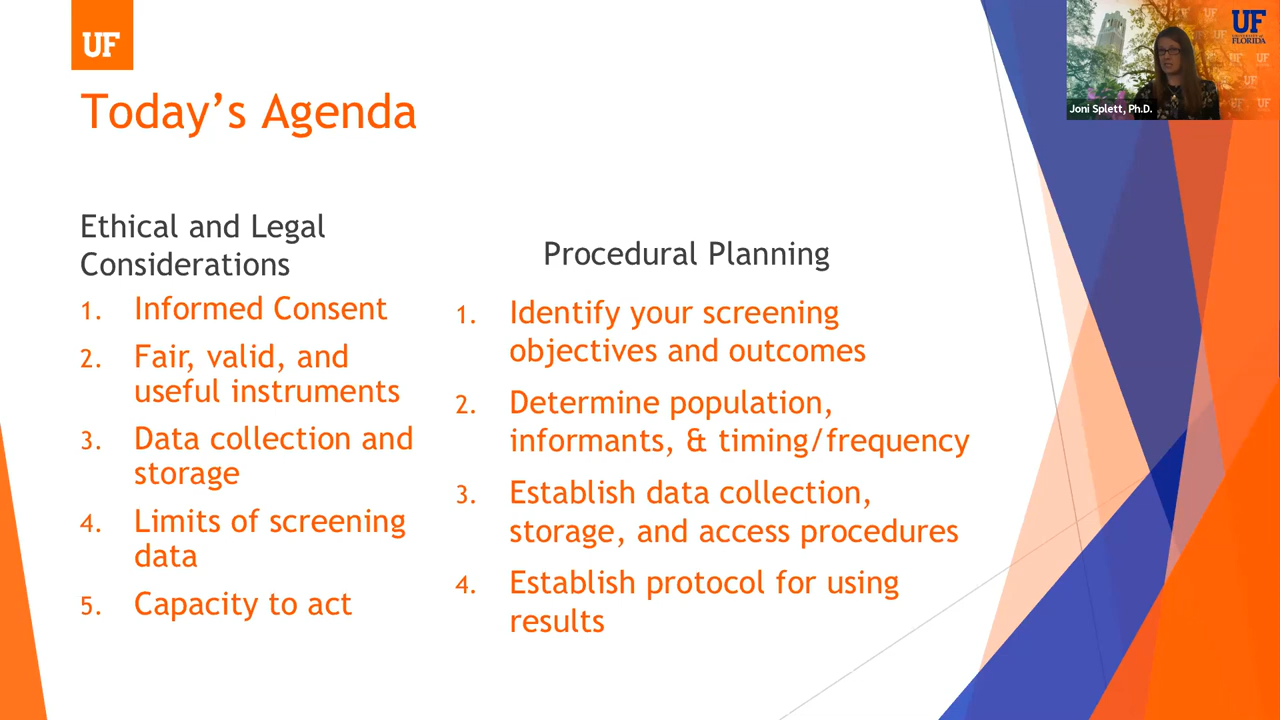 UF
Today's Agenda
Ethical and Legal
Considerations
1. Informed Consent
2. Fair, valid, and
useful instruments
3. Data collection and
storage
4. Limits of screening
data
5. Capacity to act
Procedural Planning
1. Identify your screening
objectives and outcomes
2. Determine population,
informants, & timing/frequency
3. Establish data collection,
storage, and access procedures
4. Establish protocol for using
results
UF
UNIVERSITY of
FLORIDA
Joni Splett, Ph.D.